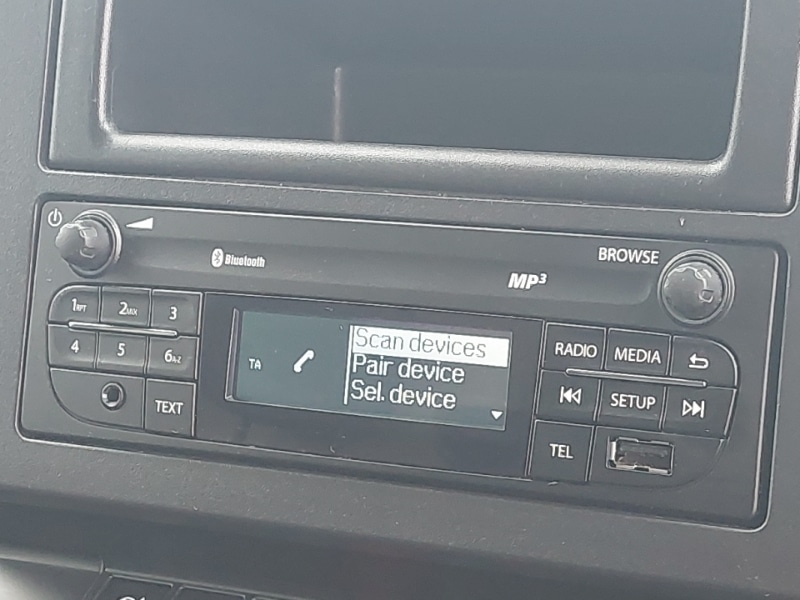 Bluetooth
MP3
BROWSE
1RPT
2MIX
3
4
5
6A-Z
TEXT
TA
Scan devices
Pair device
Sel. device
RADIO
MEDIA
SETUP
TEL